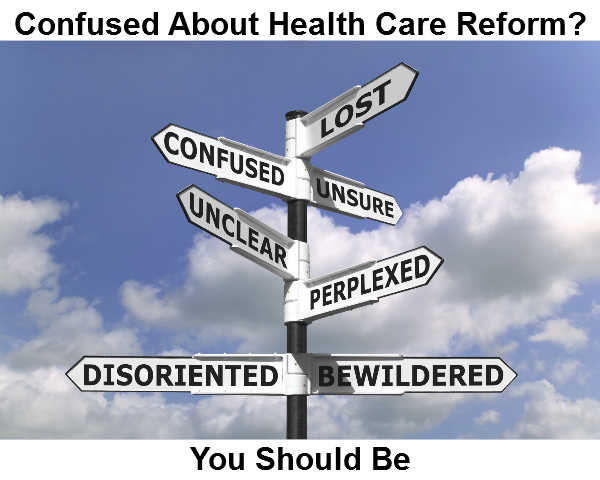 Confused About Health Care Reform?
LOST
CONFUSED
UNSURE
UNCLEAR
PERPLEXED
DISORIENTED
BEWILDERED
You Should Be